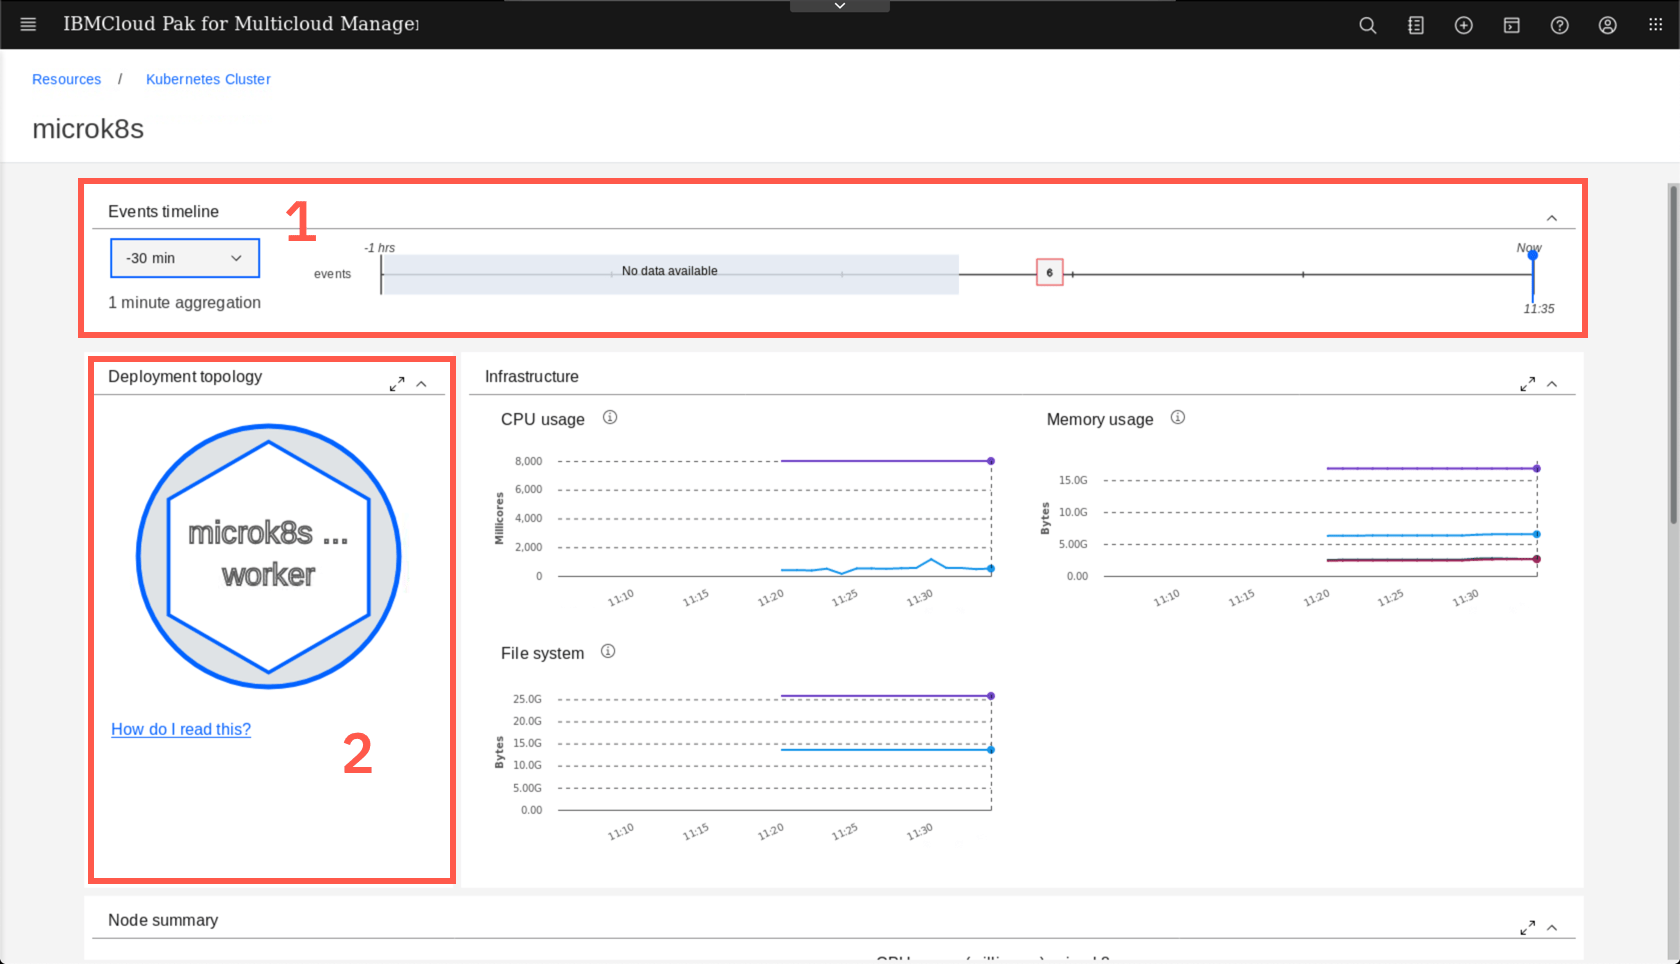 IBMCloud Pak for Multicloud Manager
Resources / Kubernetes Cluster
microk8s
Events timeline
1
-30 min
1 minute aggregation
events
-1 hrs
No data available
6
Now
11:35
Deployment topology
microk8s ...
worker
How do I read this?
2
Infrastructure
CPU usage
Millicores
8,000
6,000
4,000
2,000
0
11:10 11:15 11:20 11:25 11:30
Memory usage
Bytes
15.0G
10.0G
5.00G
0.00
11:10 11:15 11:20 11:25 11:30
File system
Bytes
25.0G
20.0G
15.0G
10.0G
5.00G
0.00
11:10 11:15 11:20 11:25 11:30
Node summary